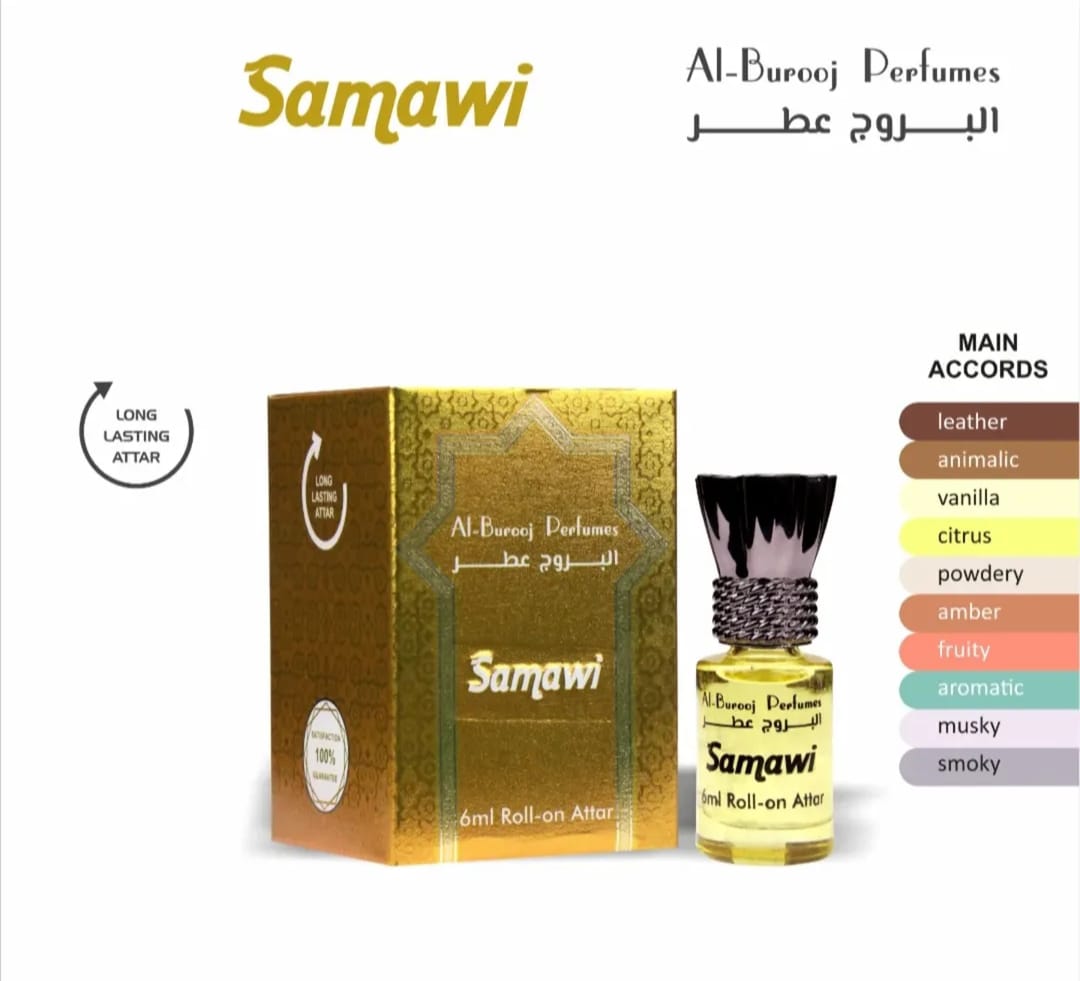 Samawi
Al-Burooj Perfumes
البروج عطر
LONG
LASTING
ATTAR
MAIN
ACCORDS
leather
animalic
vanilla
citrus
powdery
amber
fruity
aromatic
musky
smoky
LONG
LASTING
ATTAR
Al-Burooj Perfumes
البروج عطر
Samawi
6ml Roll-on Attar
SATISFACTION
100%
GUARANTEE
Al-Burooj Perfumes
البروج عطر
Samawi
6ml Roll-on Attar